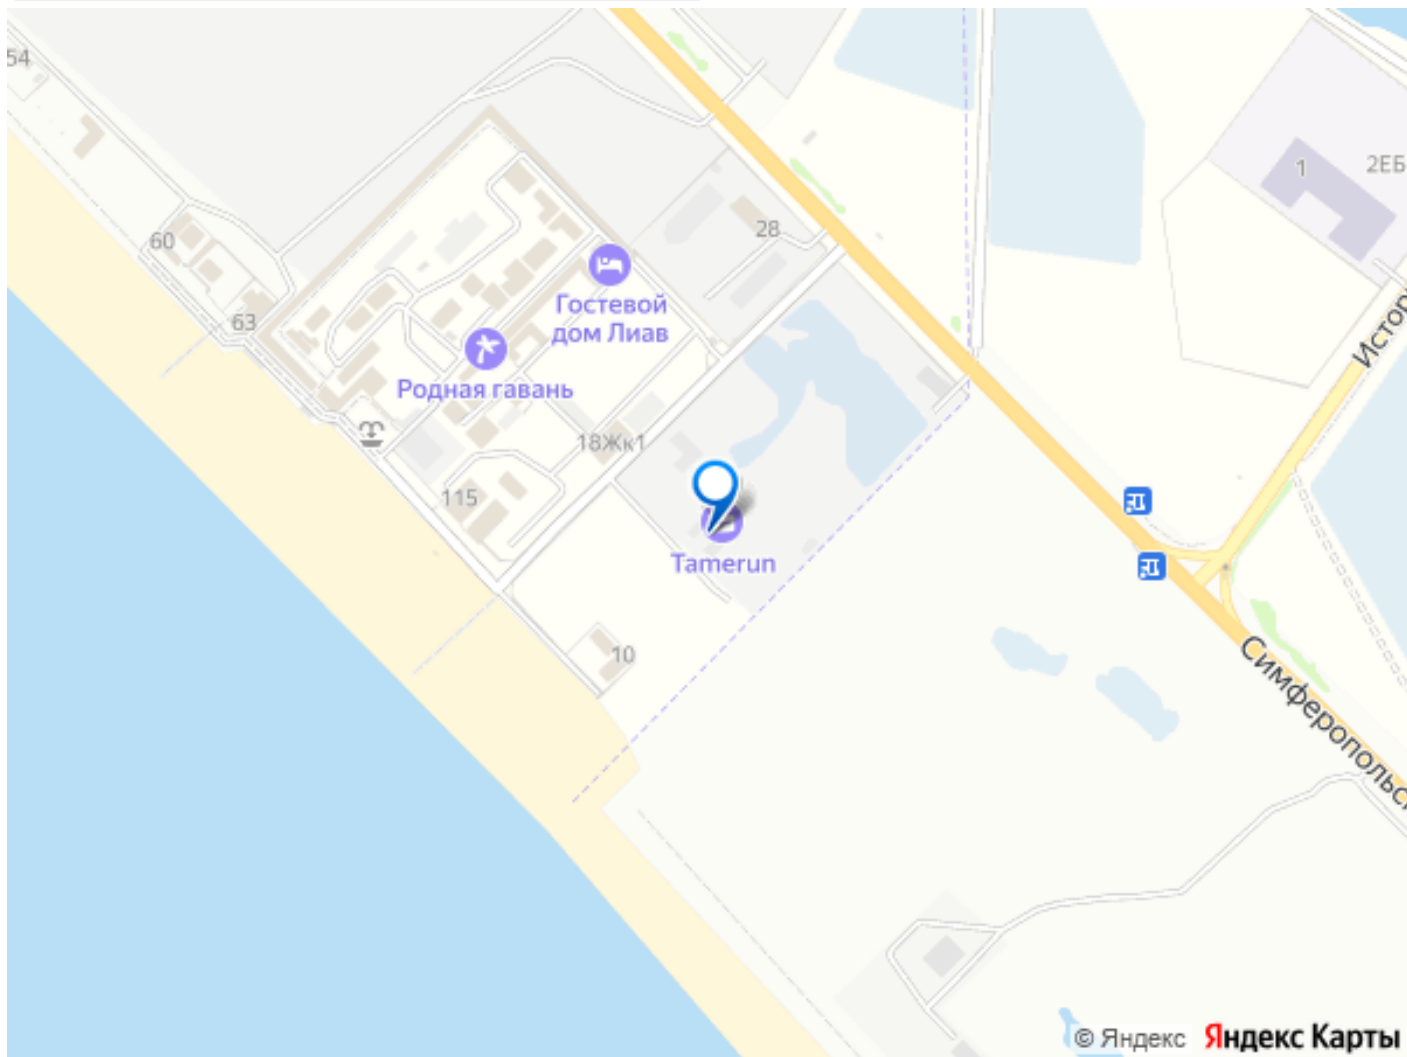 54
1
2ЕБ
28
60
Гостевой
дом Лиав
63
Истор
Родная гавань
18Жк1
115
Tamerun
10
Симферопольс
© Яндекс Яндекс Карты